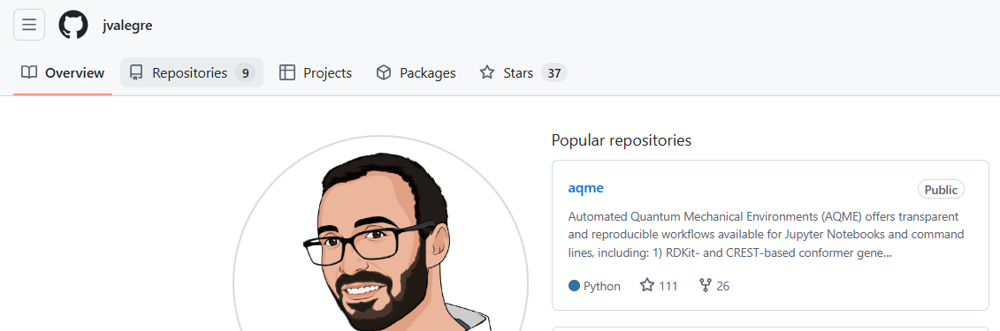 jvalegre
Overview Repositories 9 Projects Packages Stars 37
Popular repositories
aqme Public
Automated Quantum Mechanical Environments (AQME) offers transparent
and reproducible workflows available for Jupyter Notebooks and command
lines, including: 1) RDKit- and CREST-based conformer gene...
Python 111 26